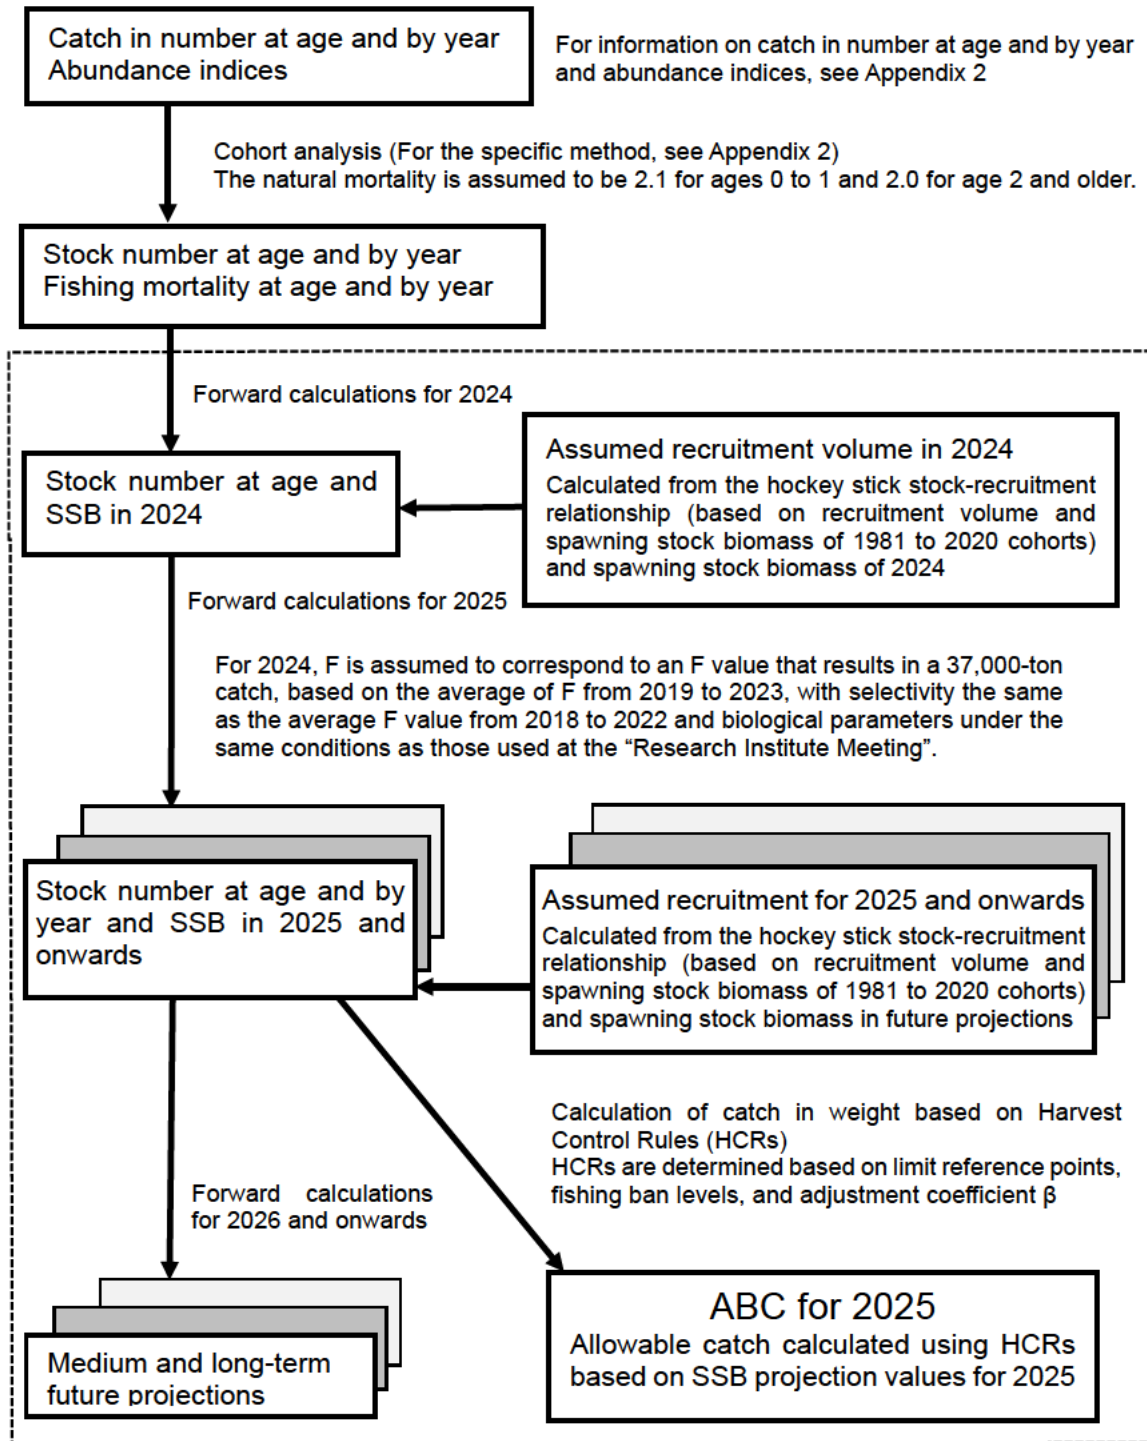 Catch in number at age and by year
Abundance indices
For information on catch in number at age and by year
and abundance indices, see Appendix 2
Cohort analysis (For the specific method, see Appendix 2)
The natural mortality is assumed to be 2.1 for ages 0 to 1 and 2.0 for age 2 and older.
Stock number at age and by year
Fishing mortality at age and by year
Forward calculations for 2024
Stock number at age and
SSB in 2024
Assumed recruitment volume in 2024
Calculated from the hockey stick stock-recruitment
relationship (based on recruitment volume and
spawning stock biomass of 1981 to 2020 cohorts)
and spawning stock biomass of 2024
Forward calculations for 2025
For 2024, F is assumed to correspond to an F value that results in a 37,000-ton
catch, based on the average of F from 2019 to 2023, with selectivity the same
as the average F value from 2018 to 2022 and biological parameters under the
same conditions as those used at the “Research Institute Meeting”.
Stock number at age and by
year and SSB in 2025 and
onwards
Assumed recruitment for 2025 and onwards
Calculated from the hockey stick stock-recruitment
relationship (based on recruitment volume and
spawning stock biomass of 1981 to 2020 cohorts)
and spawning stock biomass in future projections
Calculation of catch in weight based on Harvest
Control Rules (HCRs)
HCRs are determined based on limit reference points,
fishing ban levels, and adjustment coefficient β
Forward calculations
for 2026 and onwards
Medium and long-term
future projections
ABC for 2025
Allowable catch calculated using HCRs
based on SSB projection values for 2025